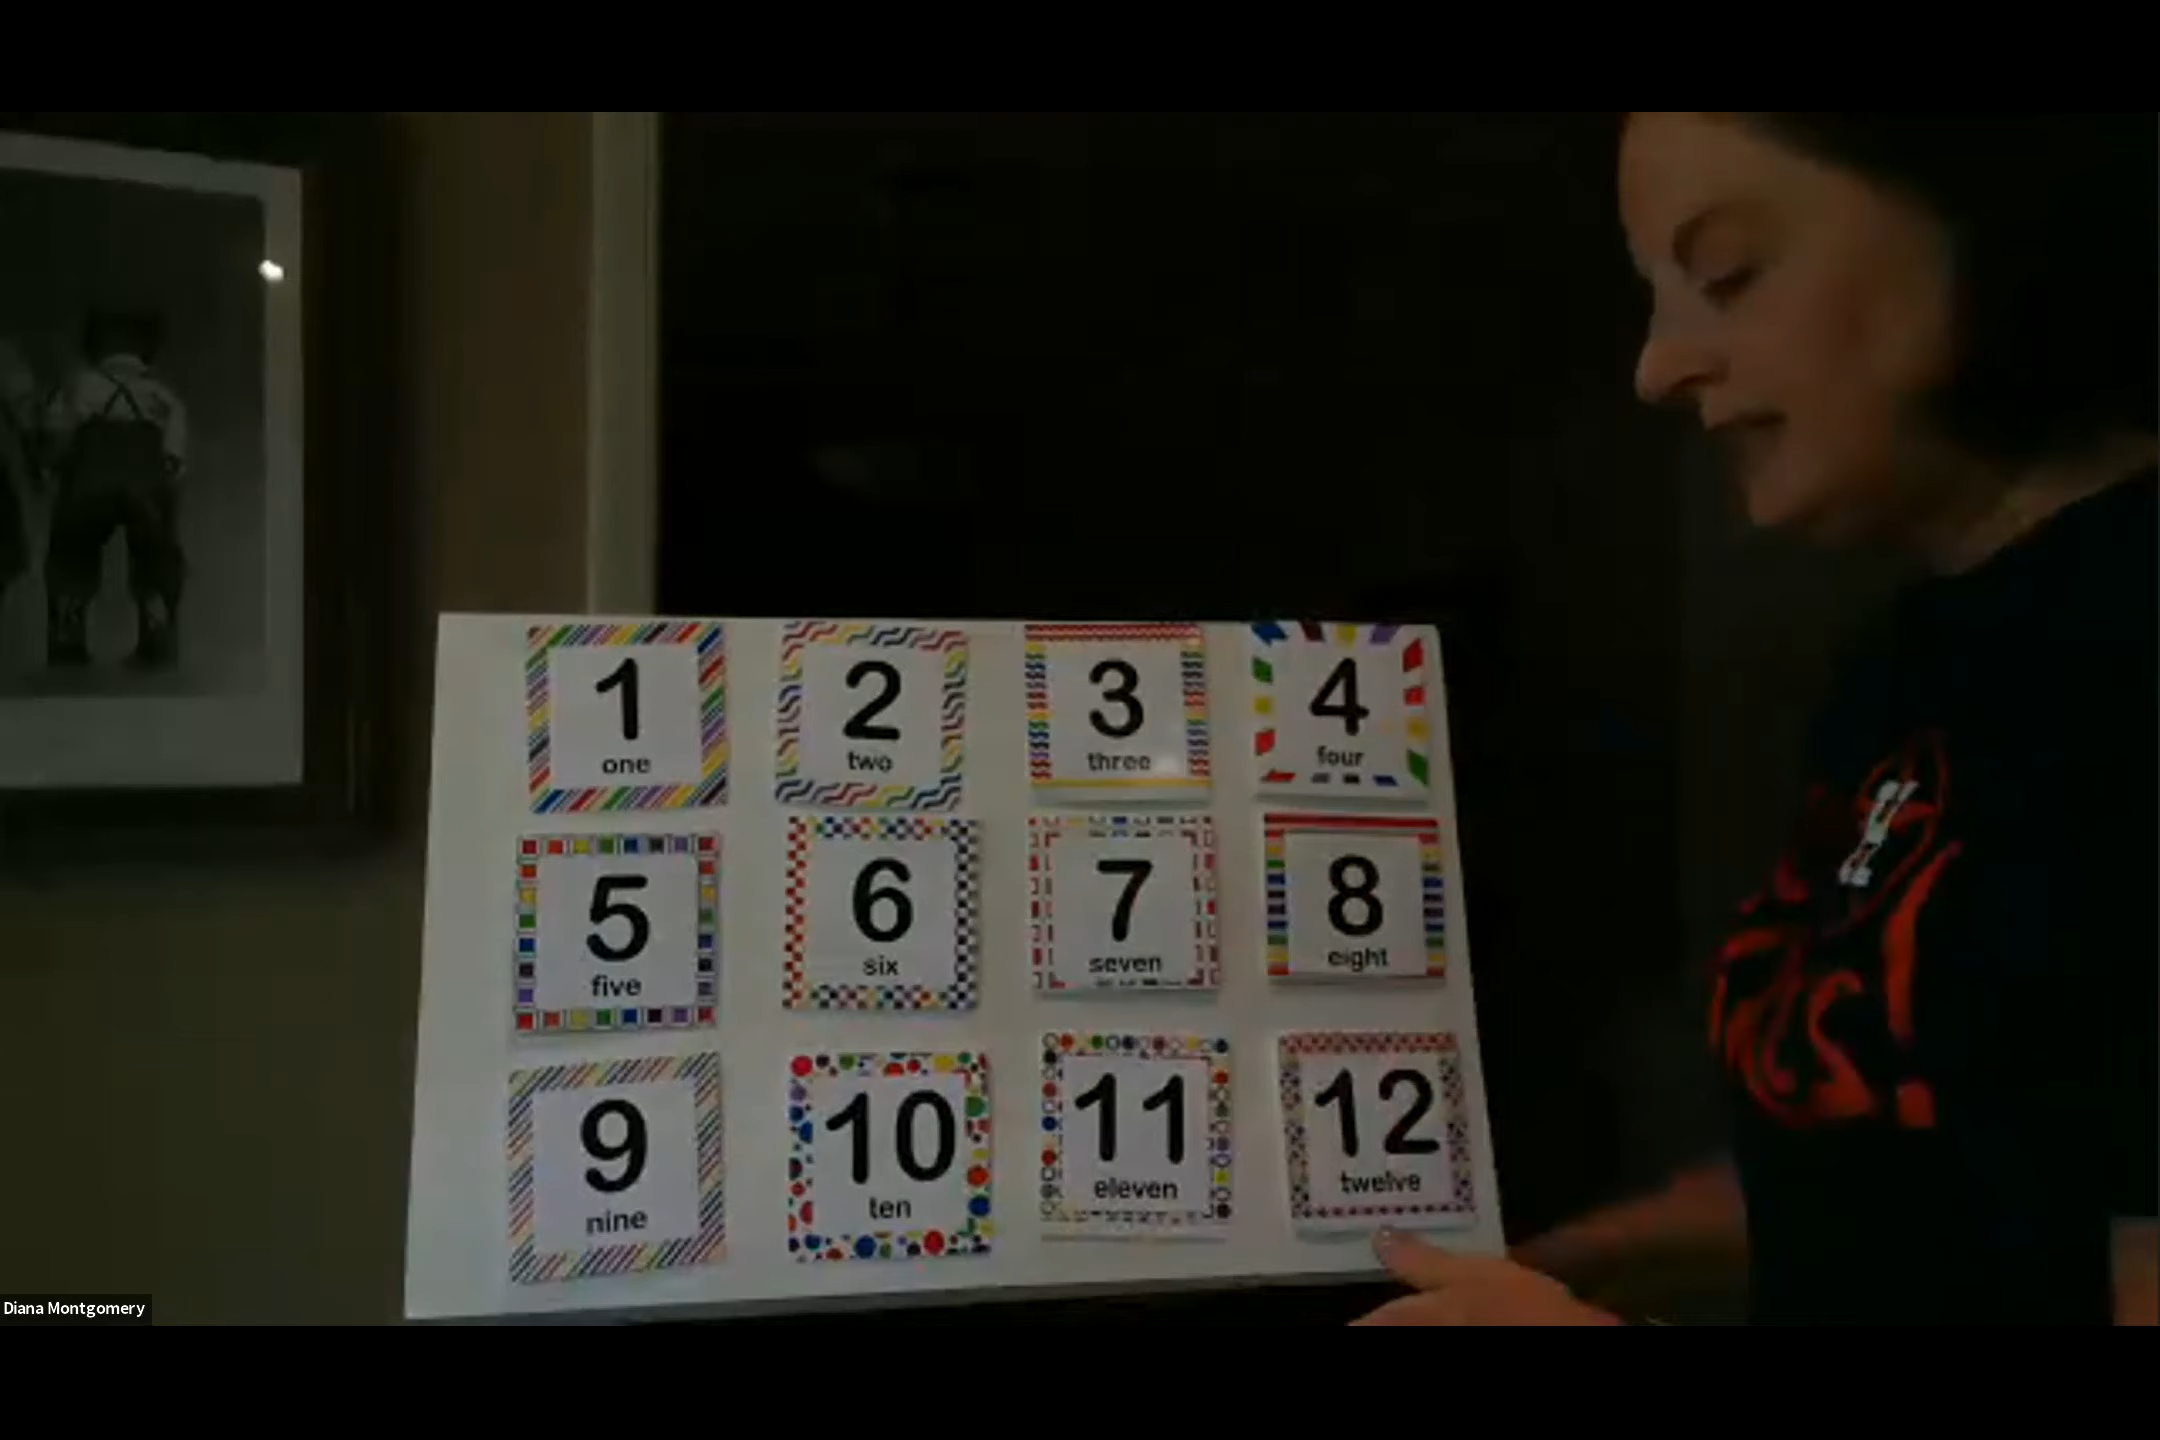 1
one
2
two
3
three
4
four
5
five
6
six
7
seven
8
eight
9
nine
10
ten
11
eleven
12
twelve
Diana Montgomery